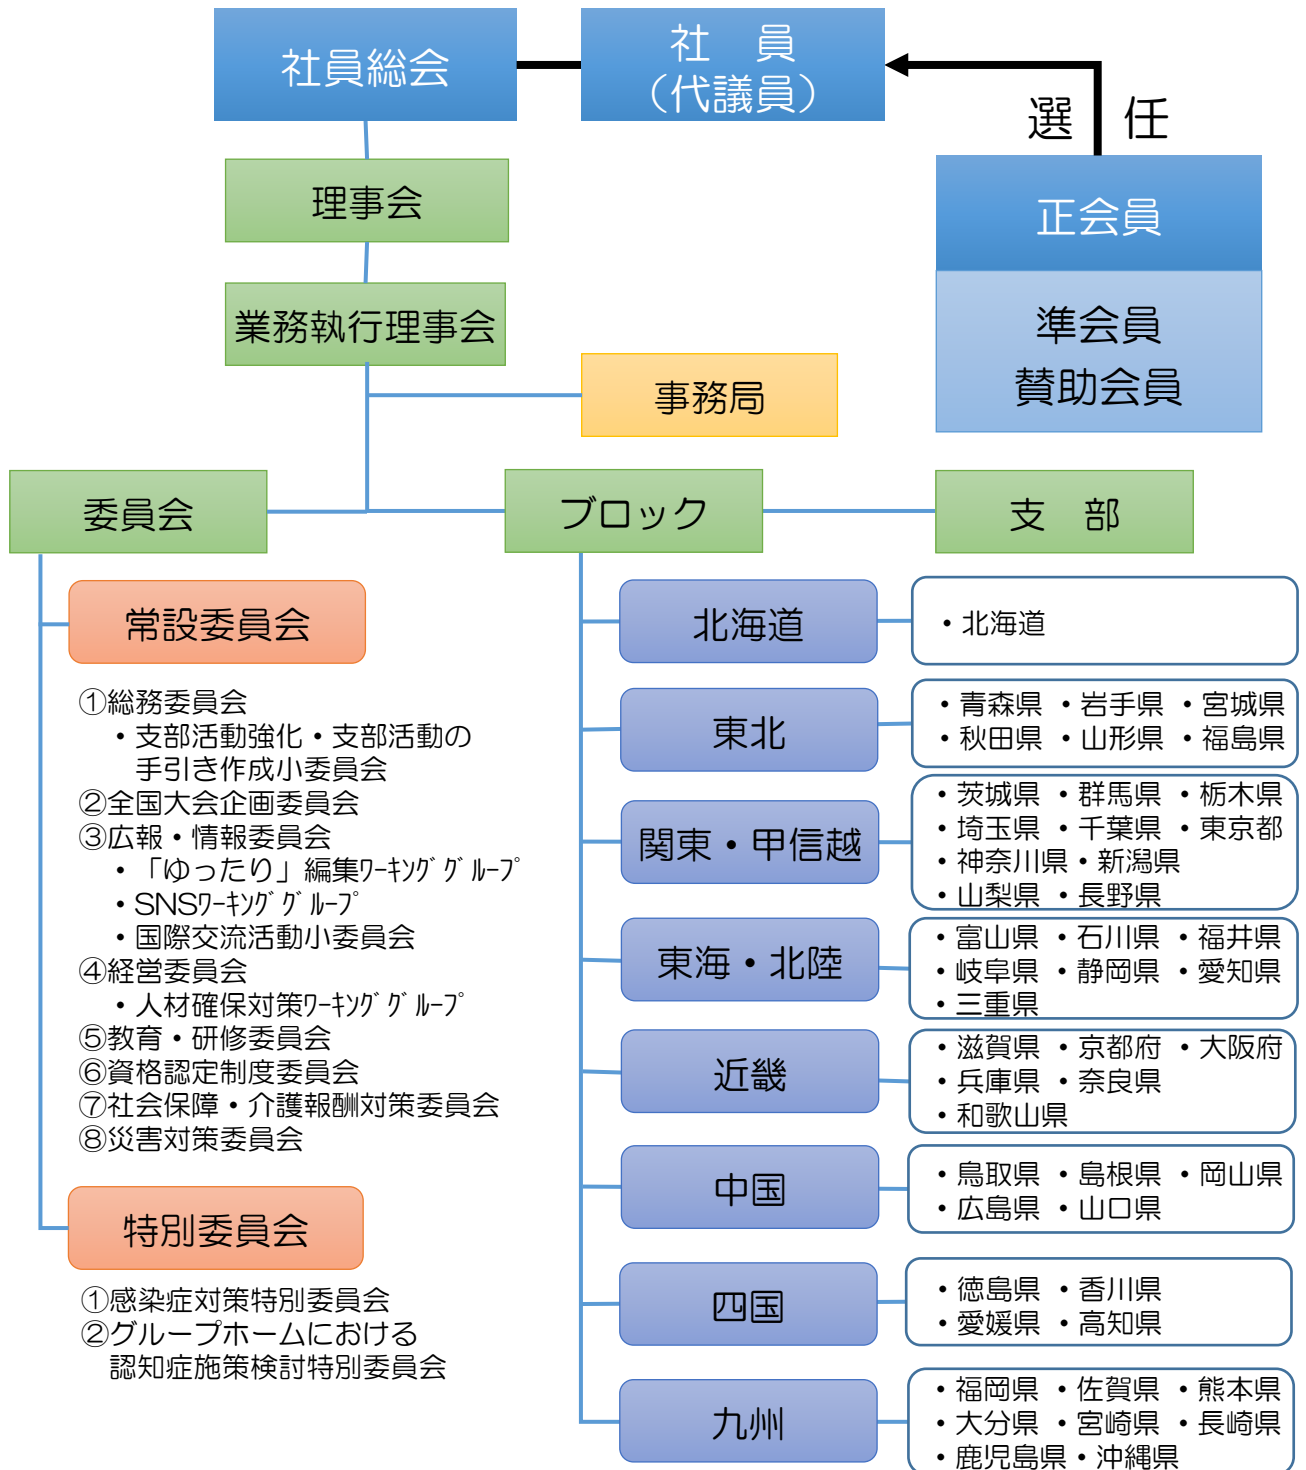 社員総会
社　員
（代議員）
選　任
正会員
準会員
賛助会員
理事会
業務執行理事会
事務局
委員会
ブロック
支　部
常設委員会
①総務委員会
・支部活動強化・支部活動の
手引き作成小委員会
②全国大会企画委員会
③広報・情報委員会
・「ゆったり」編集ﾜｰｷﾝｸﾞｸﾞﾙｰﾌﾟ
・SNSﾜｰｷﾝｸﾞｸﾞﾙｰﾌﾟ
・国際交流活動小委員会
④経営委員会
・人材確保対策ﾜｰｷﾝｸﾞｸﾞﾙｰﾌﾟ
⑤教育・研修委員会
⑥資格認定制度委員会
⑦社会保障・介護報酬対策委員会
⑧災害対策委員会
特別委員会
①感染症対策特別委員会
②グループホームにおける
認知症施策検討特別委員会
北海道
・北海道
東北
・青森県 ・岩手県 ・宮城県
・秋田県 ・山形県 ・福島県
関東・甲信越
・茨城県 ・群馬県 ・栃木県
・埼玉県 ・千葉県 ・東京都
・神奈川県・新潟県
・山梨県 ・長野県
東海・北陸
・富山県 ・石川県 ・福井県
・岐阜県 ・静岡県 ・愛知県
・三重県
近畿
・滋賀県 ・京都府 ・大阪府
・兵庫県 ・奈良県
・和歌山県
中国
・鳥取県 ・島根県 ・岡山県
・広島県 ・山口県
四国
・徳島県 ・香川県
・愛媛県 ・高知県
九州
・福岡県 ・佐賀県 ・熊本県
・大分県 ・宮崎県 ・長崎県
・鹿児島県・沖縄県